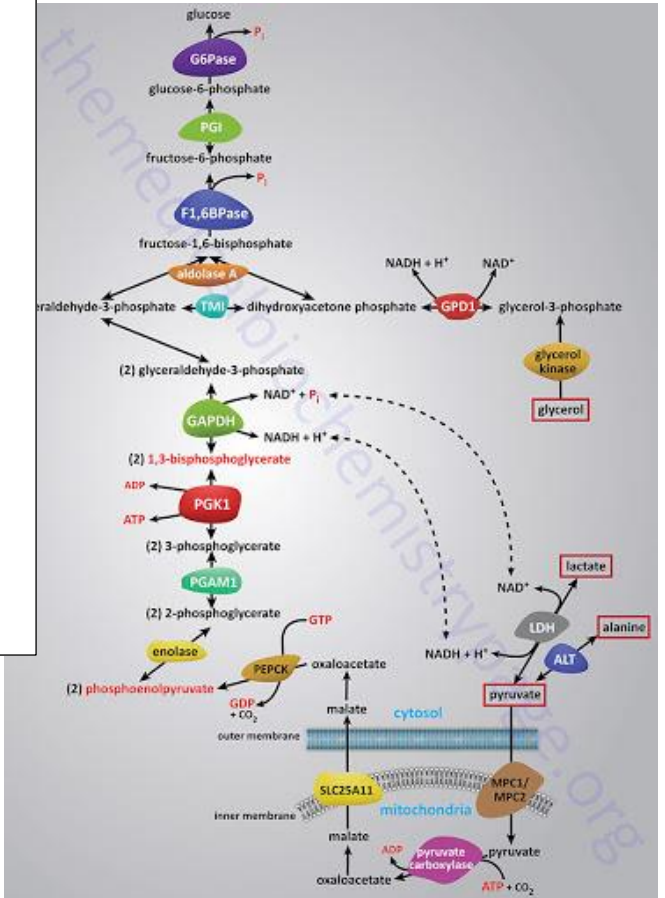 glucose
Pi
G6Pase
glucose-6-phosphate
PGI
fructose-6-phosphate
Pi
F1,6BPase
fructose-1,6-bisphosphate
aldolase A
NADH + H+
NAD+
eraldehyde-3-phosphate
TMI
dihydroxyacetone phosphate
GPD1
glycerol-3-phosphate
glycerol
kinase
glycerol
(2) glyceraldehyde-3-phosphate
NAD+ + Pi
GAPDH
NADH + H+
(2) 1,3-bisphosphoglycerate
ADP
PGK1
ATP
(2) 3-phosphoglycerate
PGAM1
(2) 2-phosphoglycerate
enolase
GTP
PEPCK
oxaloacetate
(2) phosphoenolpyruvate
GDP
+ CO2
malate
lactate
NAD+
LDH
alanine
NADH + H+
ALT
pyruvate
cytosol
outer membrane
SLC25A11
MPC1/
MPC2
inner membrane
mitochondria
malate
ADP
pyruvate
carboxylase
pyruvate
oxaloacetate
ATP + CO2
themedicalbiochemistrypage.org